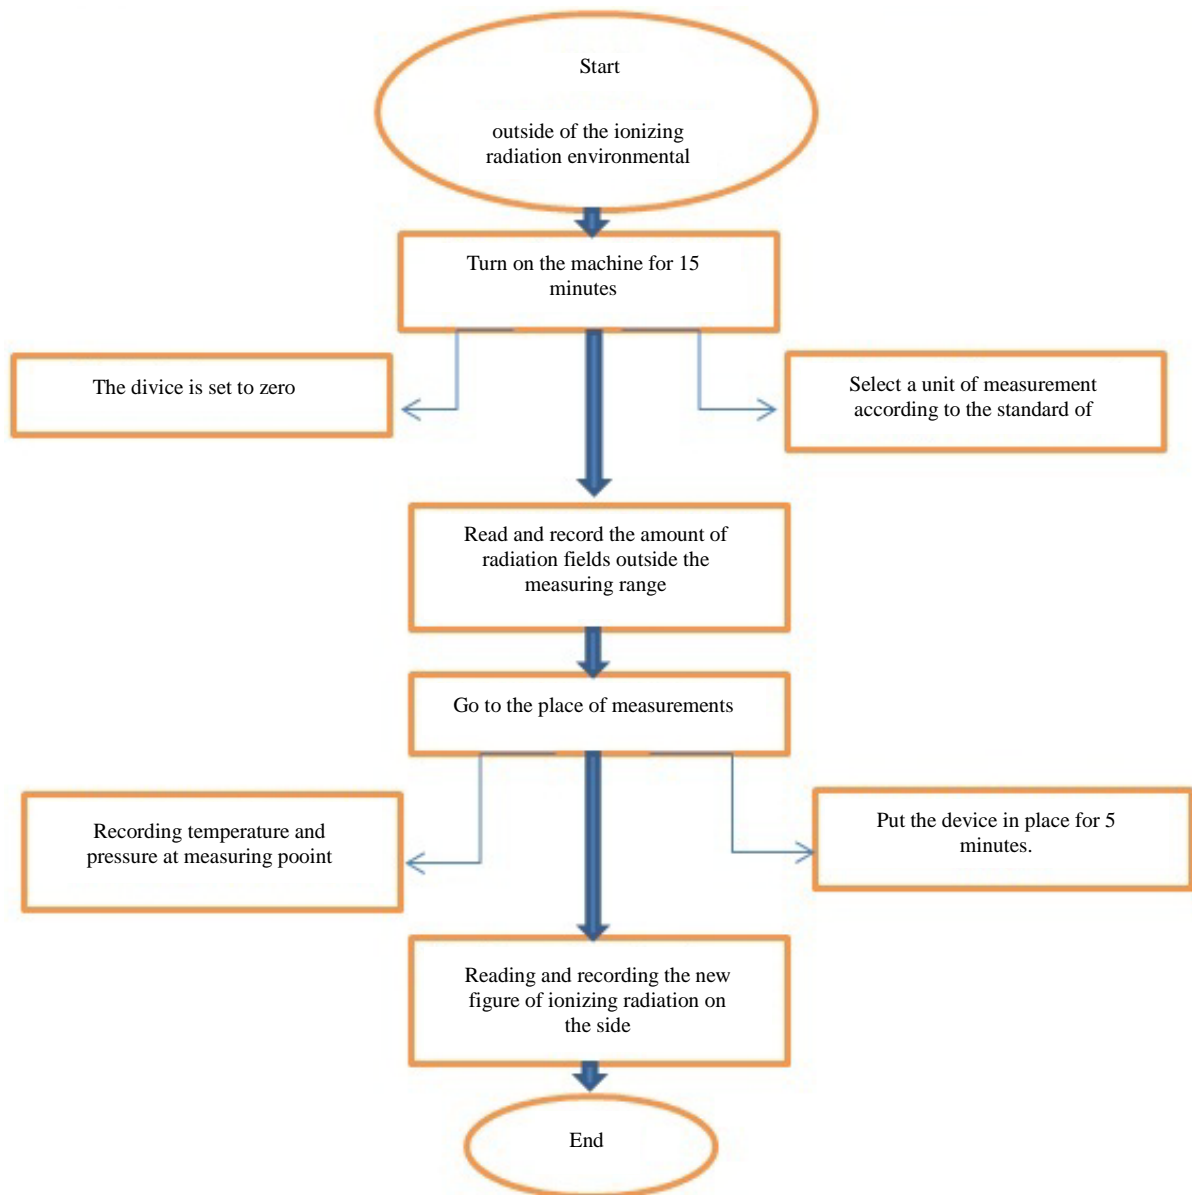 Start
outside of the ionizing
radiation environmental
Turn on the machine for 15
minutes
The divice is set to zero
Select a unit of measurement
according to the standard of
Read and record the amount of
radiation fields outside the
measuring range
Go to the place of measurements
Recording temperature and
pressure at measuring pooint
Put the device in place for 5
minutes.
Reading and recording the new
figure of ionizing radiation on
the side
End